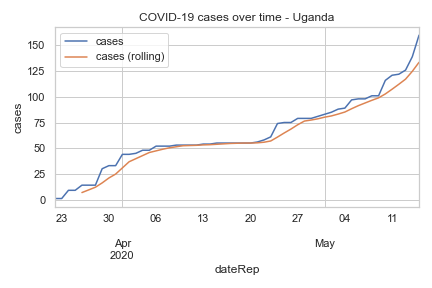 COVID-19 cases over time - Uganda
cases
cases (rolling)
150
125
100
75
50
25
0
cases
23 30 06 13 20 27 04 11
Apr May
2020
dateRep